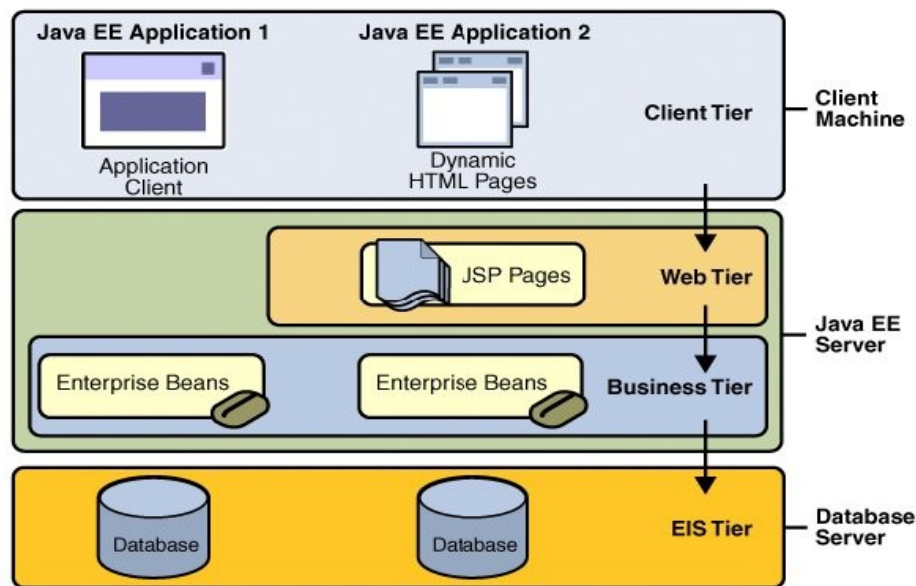 Java EE Application 1
Java EE Application 2
Application
Client
Dynamic
HTML Pages
Client Tier
Client
Machine
JSP Pages
Web Tier
Java EE
Server
Enterprise Beans
Enterprise Beans
Business Tier
Database
Database
EIS Tier
Database
Server